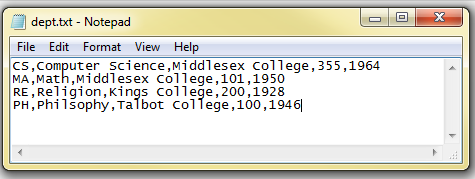 dept.txt - Notepad
File Edit Format View Help
CS,Computer Science,Middlesex College,355,1964
MA,Math,Middlesex College,101,1950
RE,Religion,Kings College,200,1928
PH,Philsophy,Talbot College,100,1946